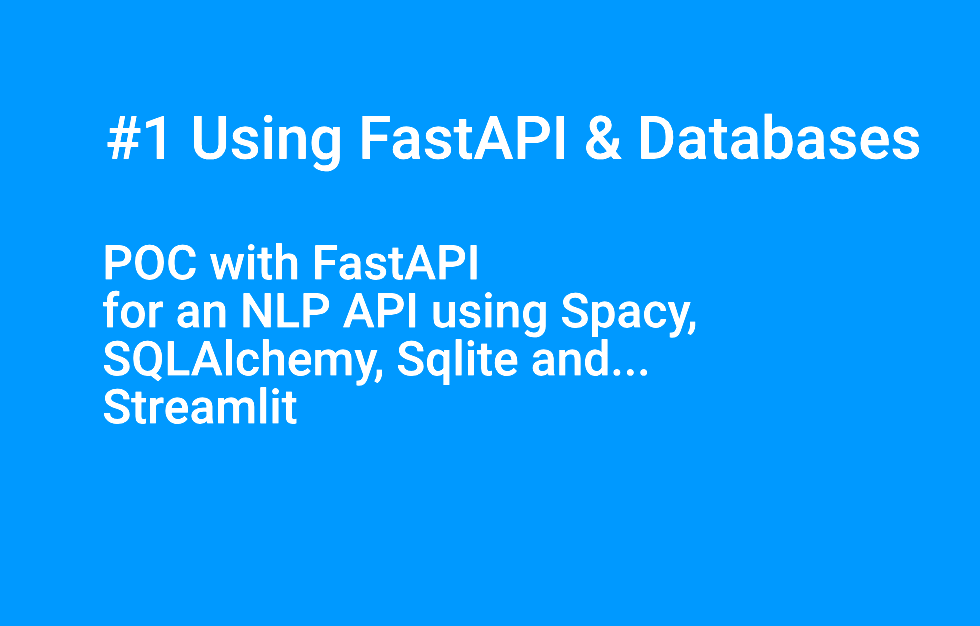 #1 Using FastAPI & Databases
POC with FastAPI
for an NLP API using Spacy,
SQLAlchemy, Sqlite and...
Streamlit